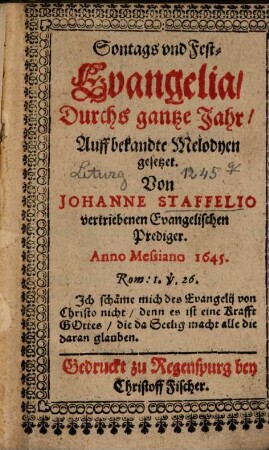 Sontags vnd Fest-
Evangelia/
Durchs gantze Jahr/
Auff bekandte Melodyen
gesetzet.
Liturg 1245 q
Von
JOHANNE STAFFELIO
vertriebenen Evangelischen
Prediger.
Anno Meßiano 1645.
Rom: 1. ℣. 26.
Ich schäme mich des Evangelij von
Christo nicht / denn es ist eine Krafft
GOttes / die da Seelig macht alle die
daran glauben.
Gedruckt zu Regenspurg bey
Christoff Fischer.